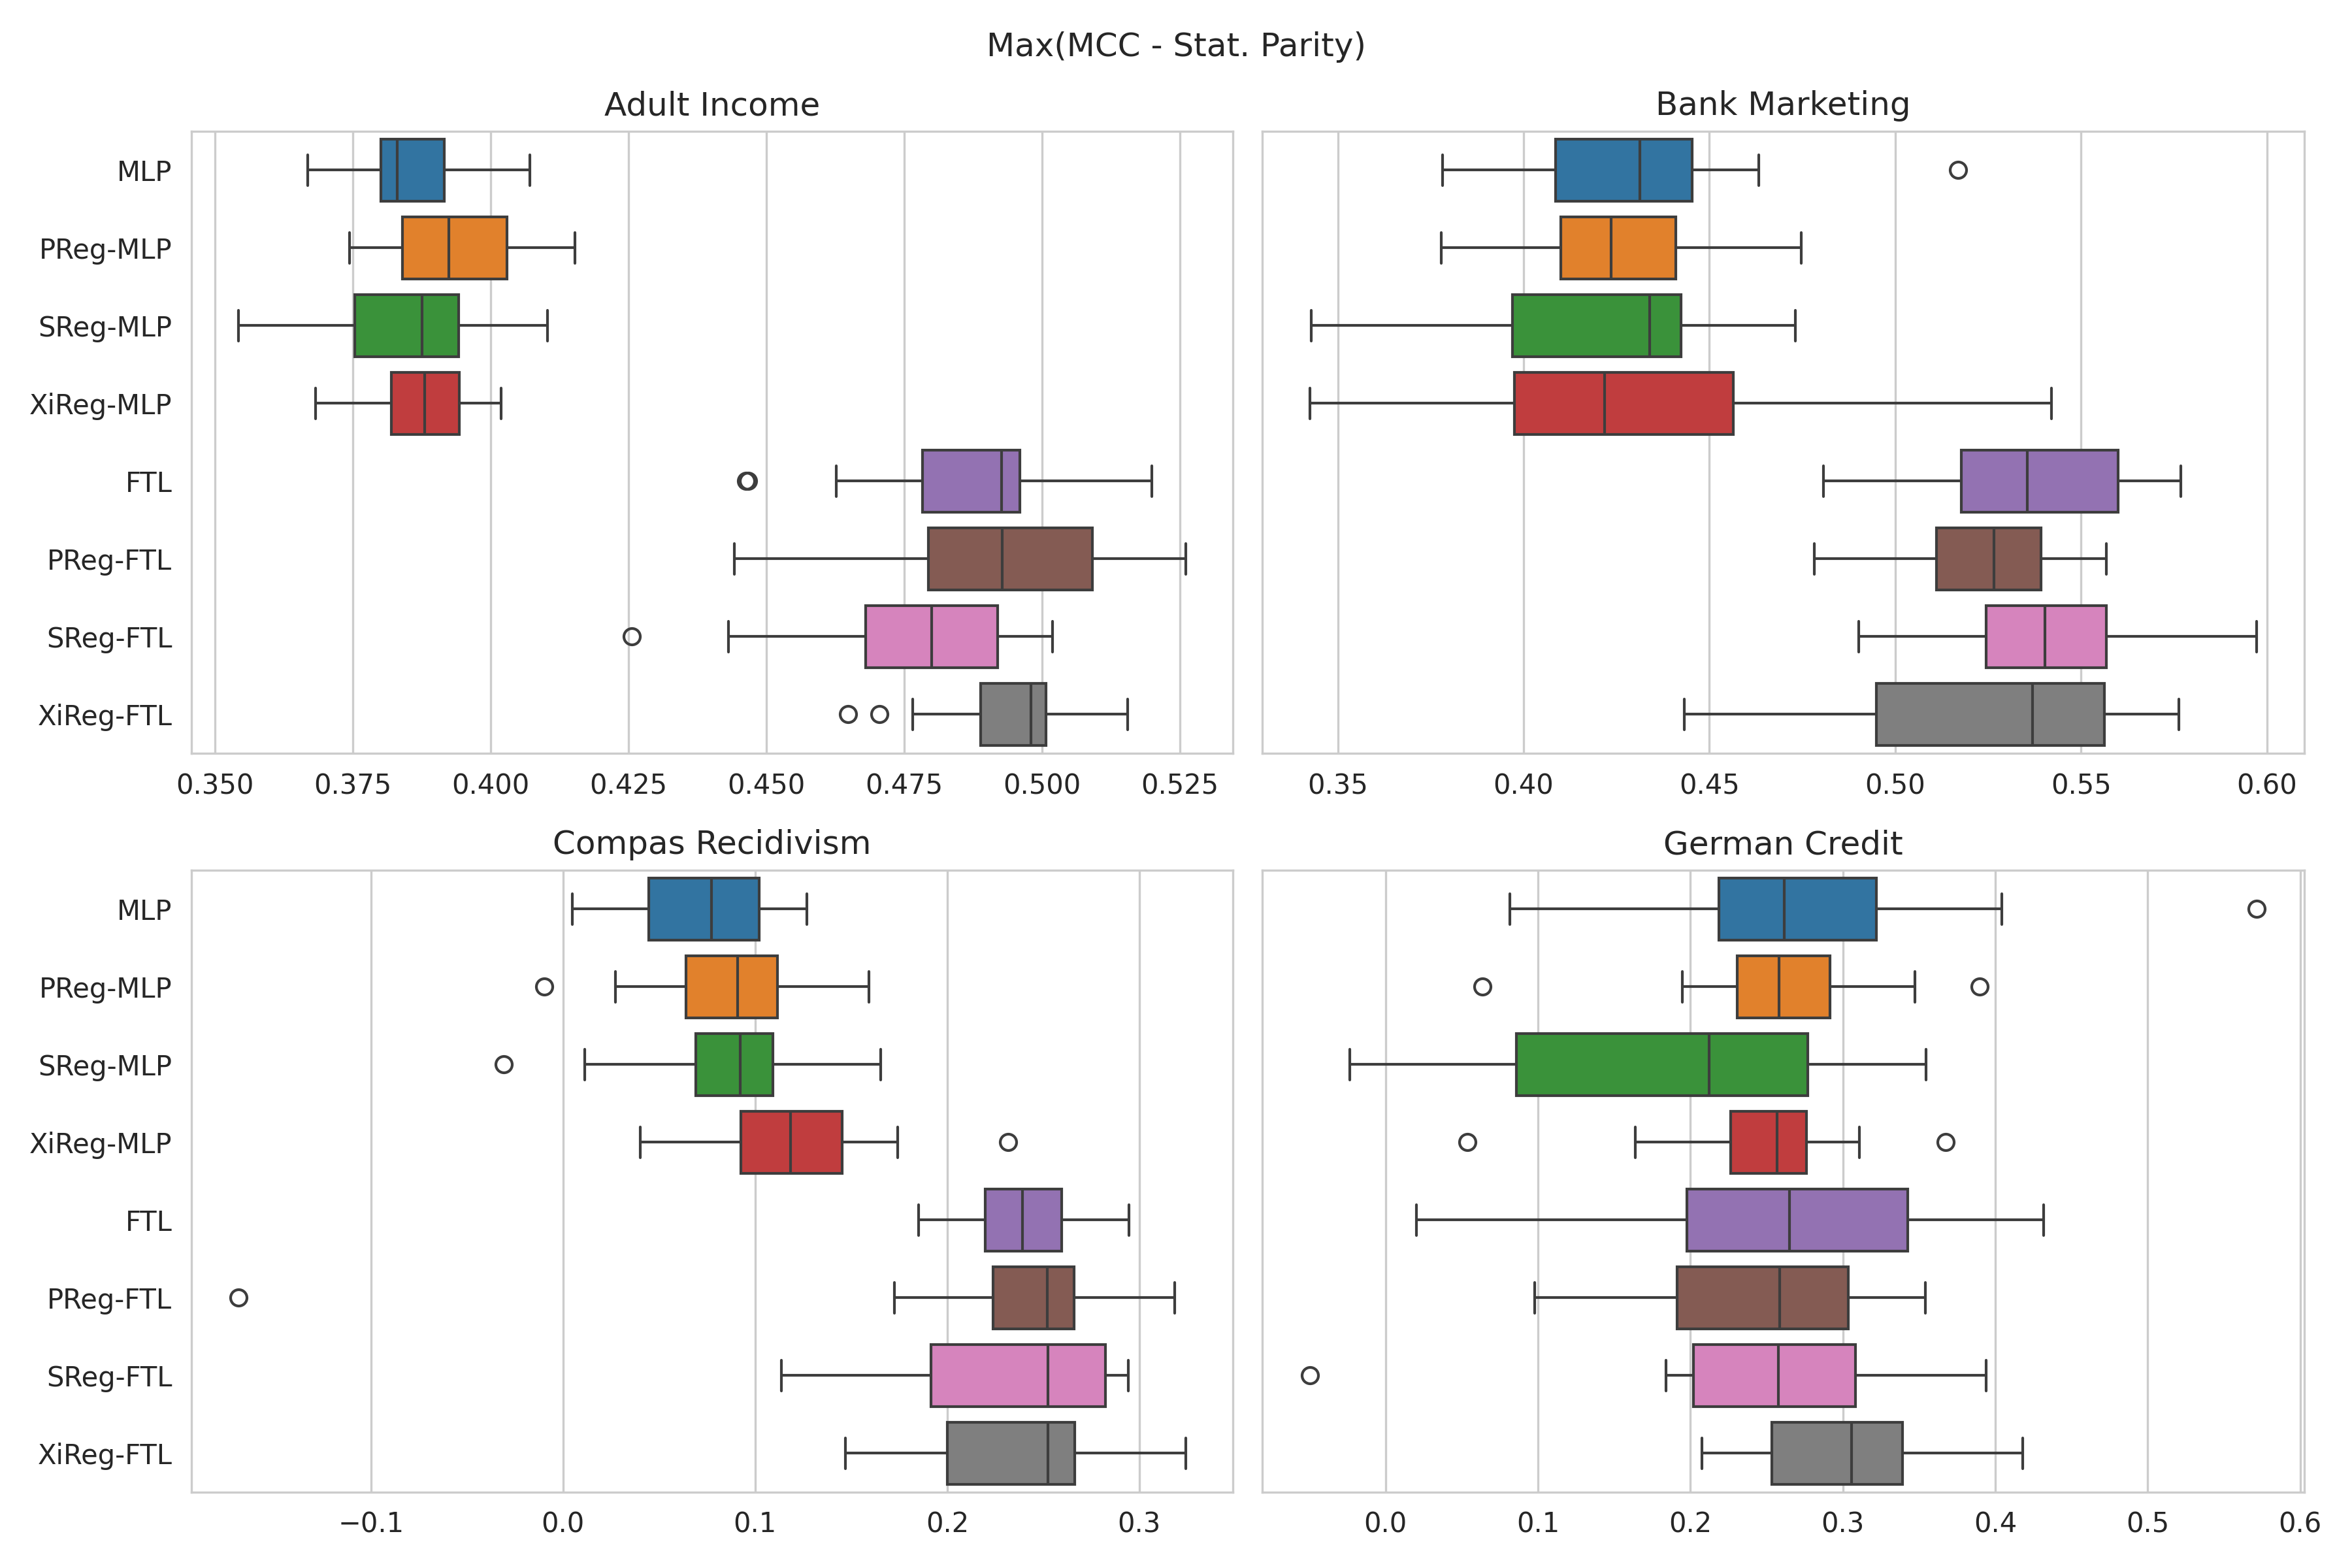 Max(MCC - Stat. Parity)
Adult Income
Bank Marketing
MLP
PReg-MLP
SReg-MLP
XiReg-MLP
FTL
PReg-FTL
SReg-FTL
XiReg-FTL
0.350 0.375 0.400 0.425 0.450 0.475 0.500 0.525
0.35 0.40 0.45 0.50 0.55 0.60
Compas Recidivism
German Credit
MLP
PReg-MLP
SReg-MLP
XiReg-MLP
FTL
PReg-FTL
SReg-FTL
XiReg-FTL
−0.1 0.0 0.1 0.2 0.3
0.0 0.1 0.2 0.3 0.4 0.5 0.6